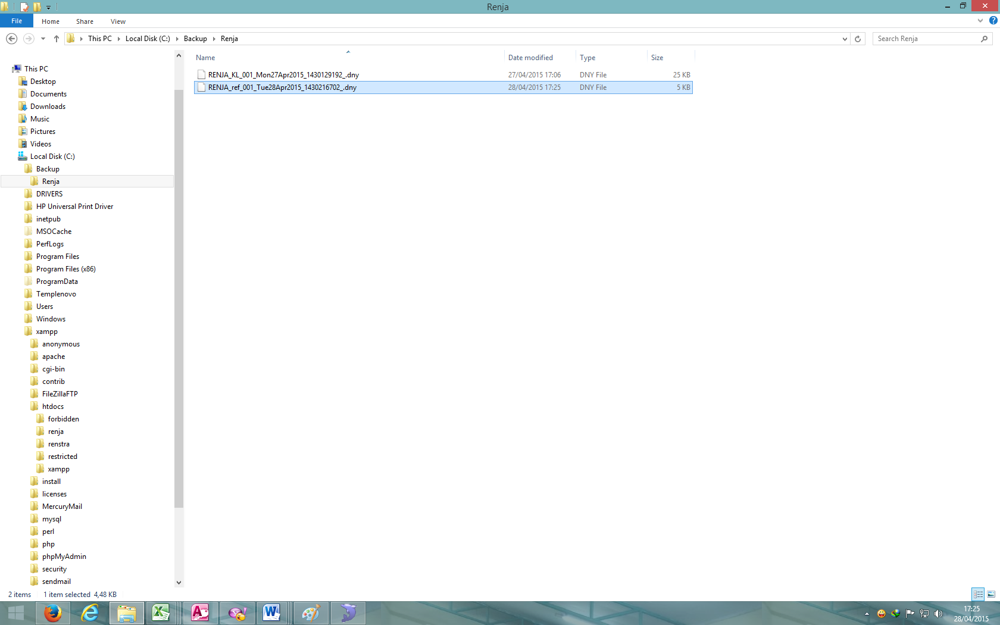 Renja
File Home Share View
This PC Local Disk (C:) Backup Renja
Search Renja
Name Date modified Type Size
RENJA_KL_001_Mon27Apr2015_1430129192_.dny 27/04/2015 17:06 DNY File 25 KB
RENJA_ref_001_Tue28Apr2015_1430216702_.dny 28/04/2015 17:25 DNY File 5 KB
This PC
Desktop
Documents
Downloads
Music
Pictures
Videos
Local Disk (C:)
Backup
Renja
DRIVERS
HP Universal Print Driver
inetpub
MSOCache
PerfLogs
Program Files
Program Files (x86)
ProgramData
Templenovo
Users
Windows
xampp
anonymous
apache
cgi-bin
contrib
FileZillaFTP
htdocs
forbidden
renja
renstra
restricted
xampp
install
licenses
MercuryMail
mysql
perl
php
phpMyAdmin
security
sendmail
2 items 1 item selected 4,48 KB
17:25
28/04/2015